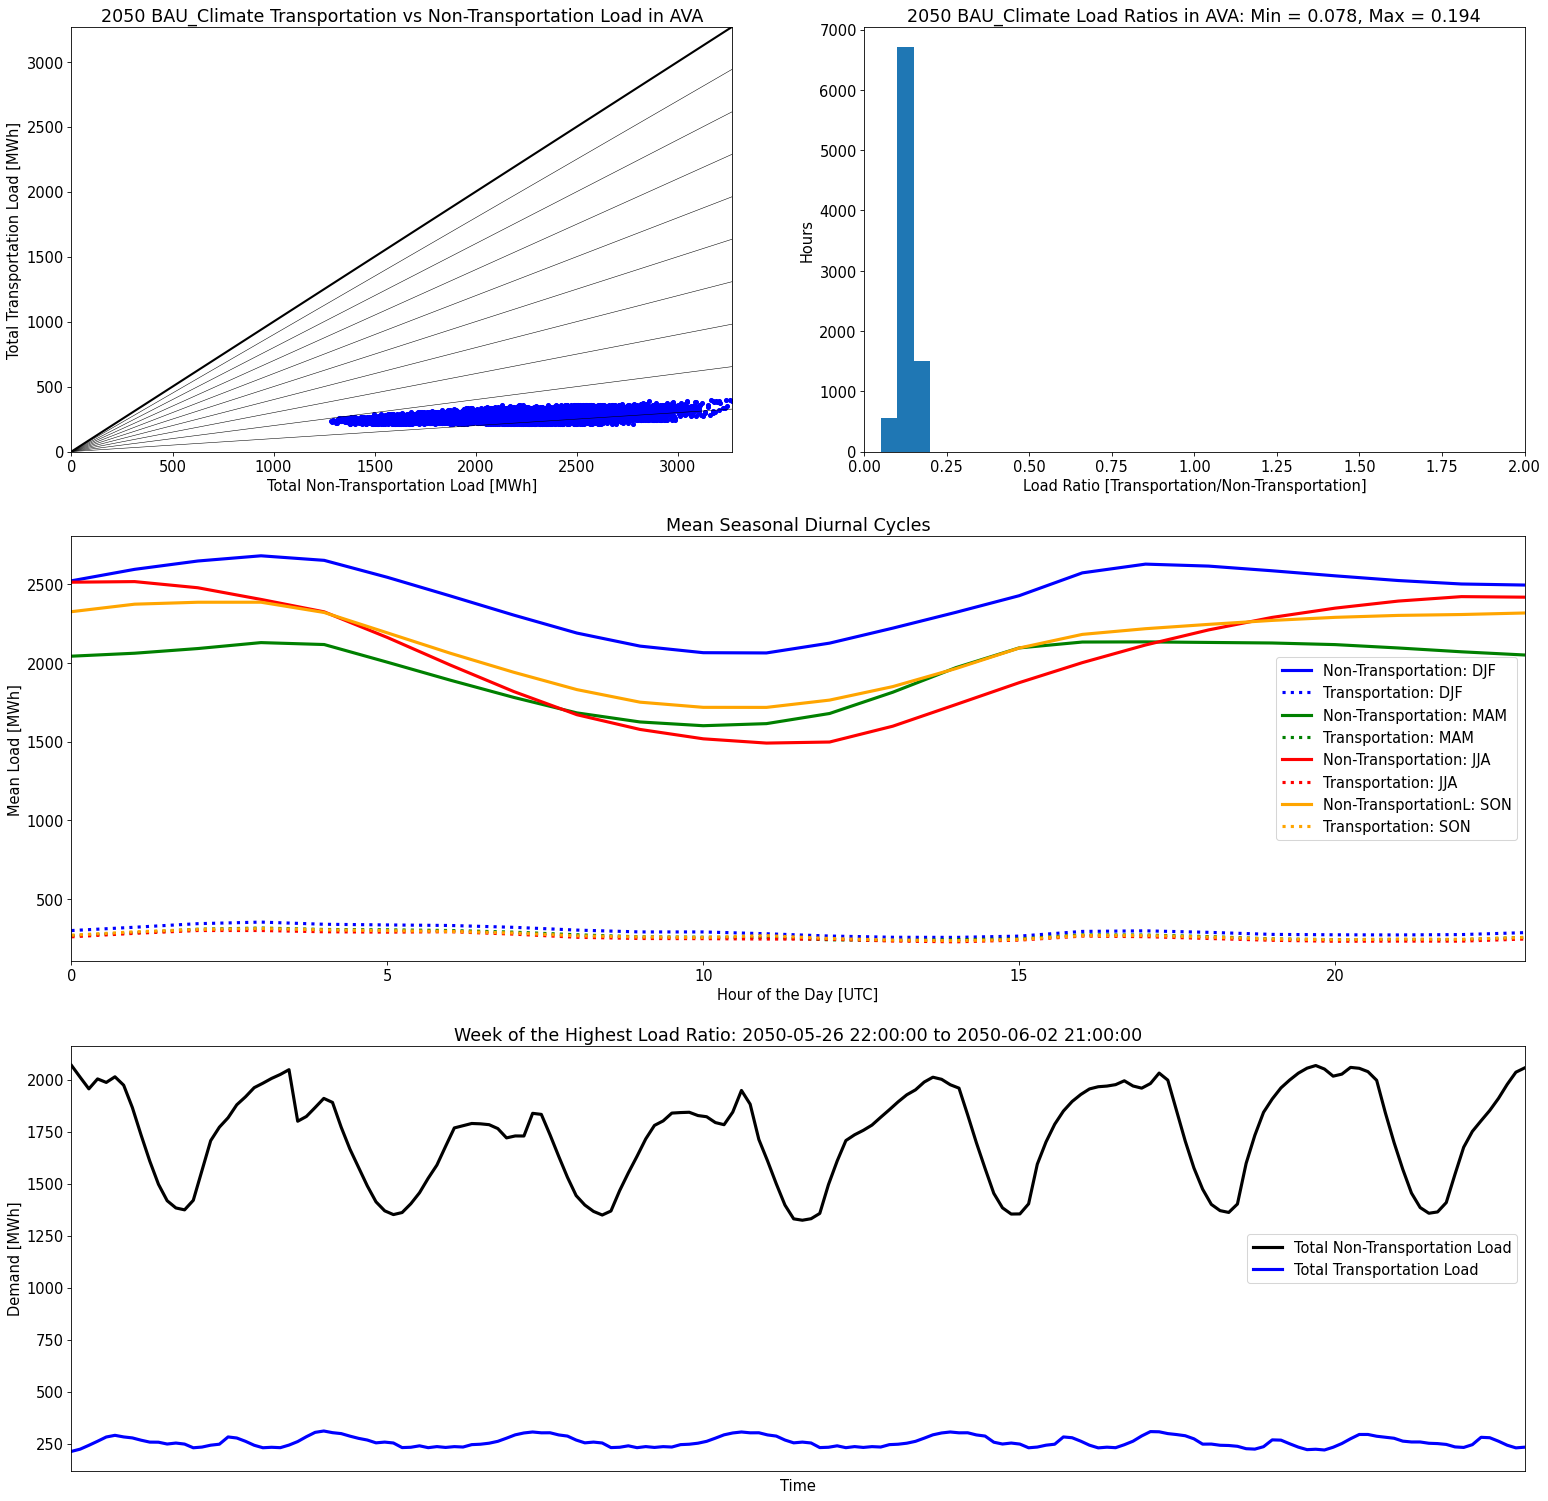 2050 BAU_Climate Transportation vs Non-Transportation Load in AVA
Total Transportation Load [MWh]
3000
2500
2000
1500
1000
500
0
0 500 1000 1500 2000 2500 3000
Total Non-Transportation Load [MWh]
2050 BAU_Climate Load Ratios in AVA: Min = 0.078, Max = 0.194
Hours
7000
6000
5000
4000
3000
2000
1000
0
0.00 0.25 0.50 0.75 1.00 1.25 1.50 1.75 2.00
Load Ratio [Transportation/Non-Transportation]
Mean Seasonal Diurnal Cycles
Mean Load [MWh]
2500
2000
1500
1000
500
Non-Transportation: DJF
Transportation: DJF
Non-Transportation: MAM
Transportation: MAM
Non-Transportation: JJA
Transportation: JJA
Non-TransportationL: SON
Transportation: SON
0 5 10 15 20
Hour of the Day [UTC]
Week of the Highest Load Ratio: 2050-05-26 22:00:00 to 2050-06-02 21:00:00
Demand [MWh]
2000
1750
1500
1250
1000
750
500
250
Total Non-Transportation Load
Total Transportation Load
Time